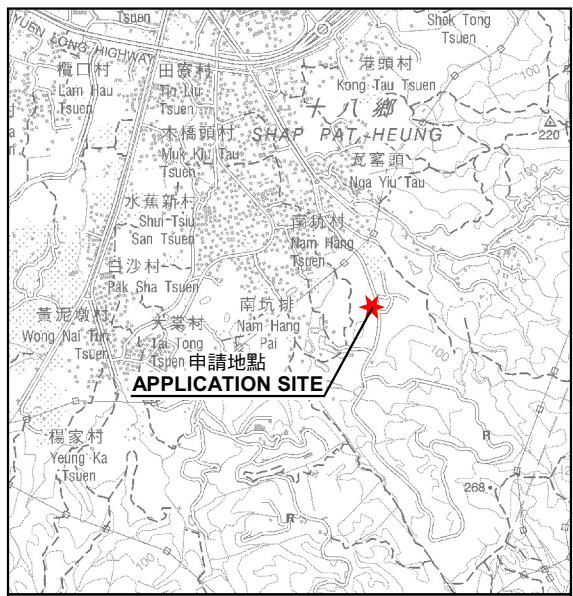 Tsuen
YUEN LONG HIGHWAY
Shek Tong
Tsuen
欖口村
Lam Hau
Tsuen
田寮村
Tin Liu
Tsuen
港頭村
Kong Tau Tsuen
100
十八鄉
SHAP PAT HEUNG
220
木橋頭村
Muk Kiu Tau
Tsuen
瓦窰頭
Nga Yiu Tau
水蕉新村
Shui Tsiu
San Tsuen
南坑村
Nam Hang
Tsuen
白沙村
Pak Sha Tsuen
黃泥墩村
Wong Nai Tun
Tsuen
大棠村
Tai Tong
Tsuen
南坑排
Nam Hang
Pai
100
申請地點
APPLICATION SITE
楊家村
Yeung Ka
Tsuen
R
268
R
100